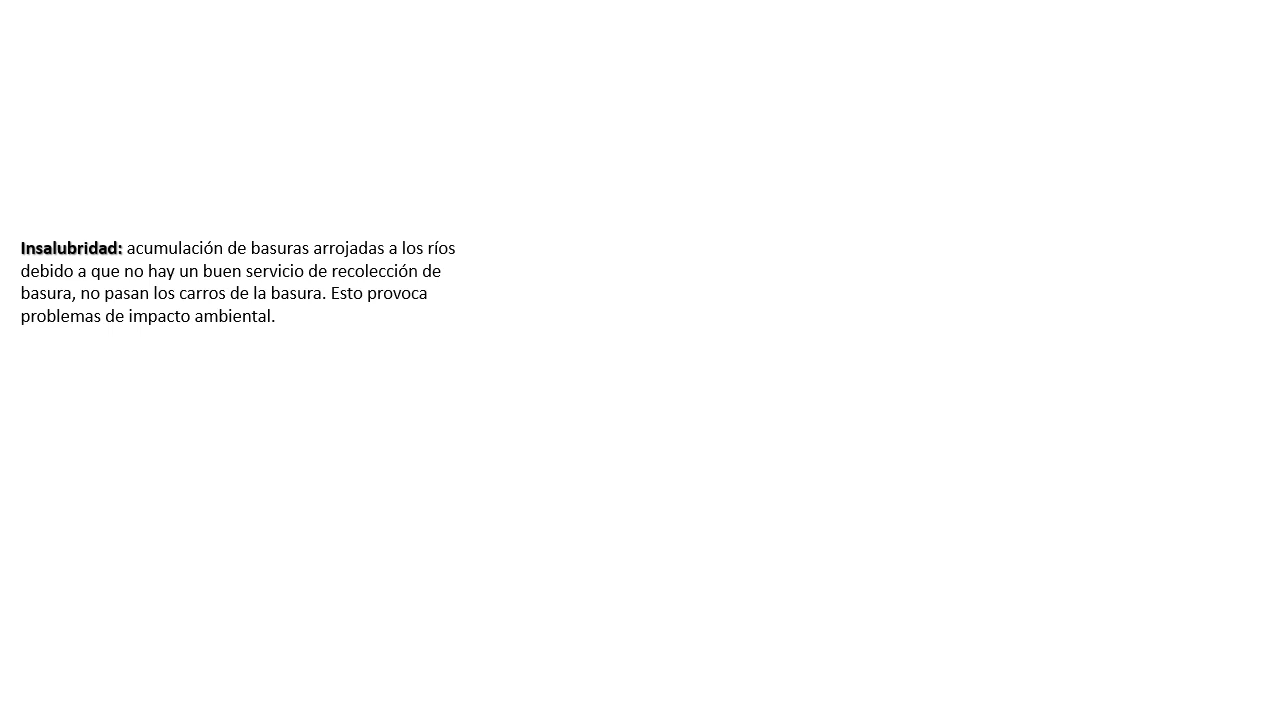 Insalubridad: acumulación de basuras arrojadas a los ríos
debido a que no hay un buen servicio de recolección de
basura, no pasan los carros de la basura. Esto provoca
problemas de impacto ambiental.